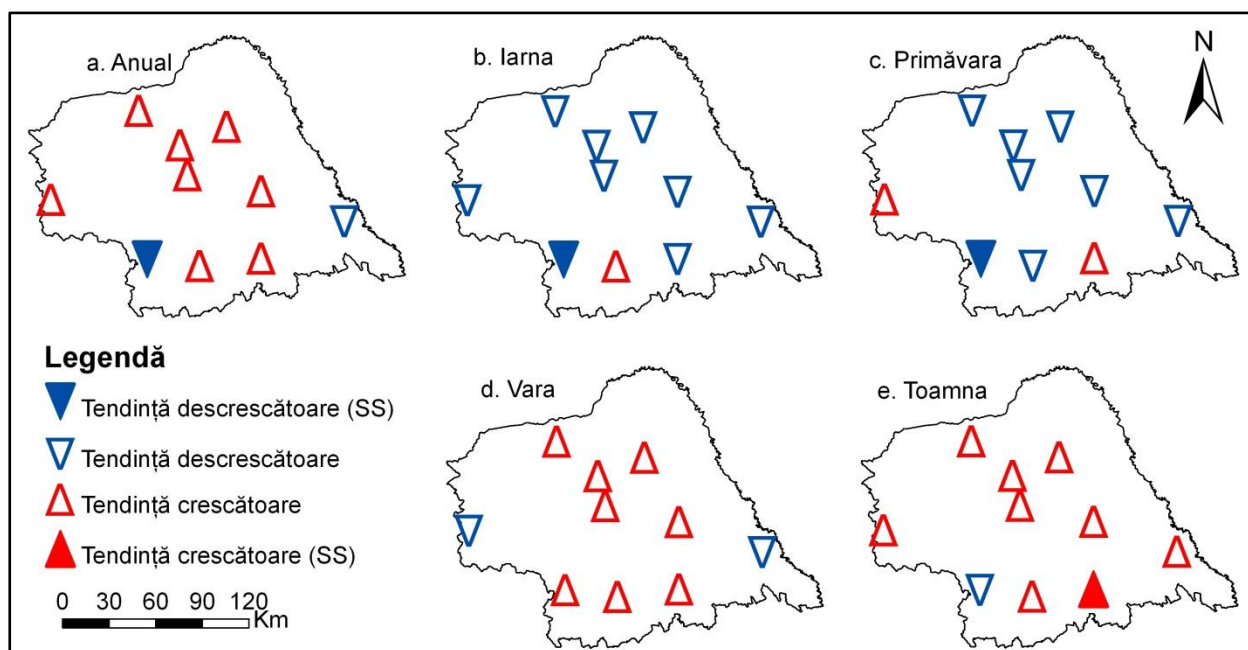 a. Anual
b. Iarna
c. Primăvara
N
Legendă
Tendință descrescătoare (SS)
Tendință descrescătoare
Tendință crescătoare
Tendință crescătoare (SS)
0 30 60 90 120
Km
d. Vara
e. Toamna